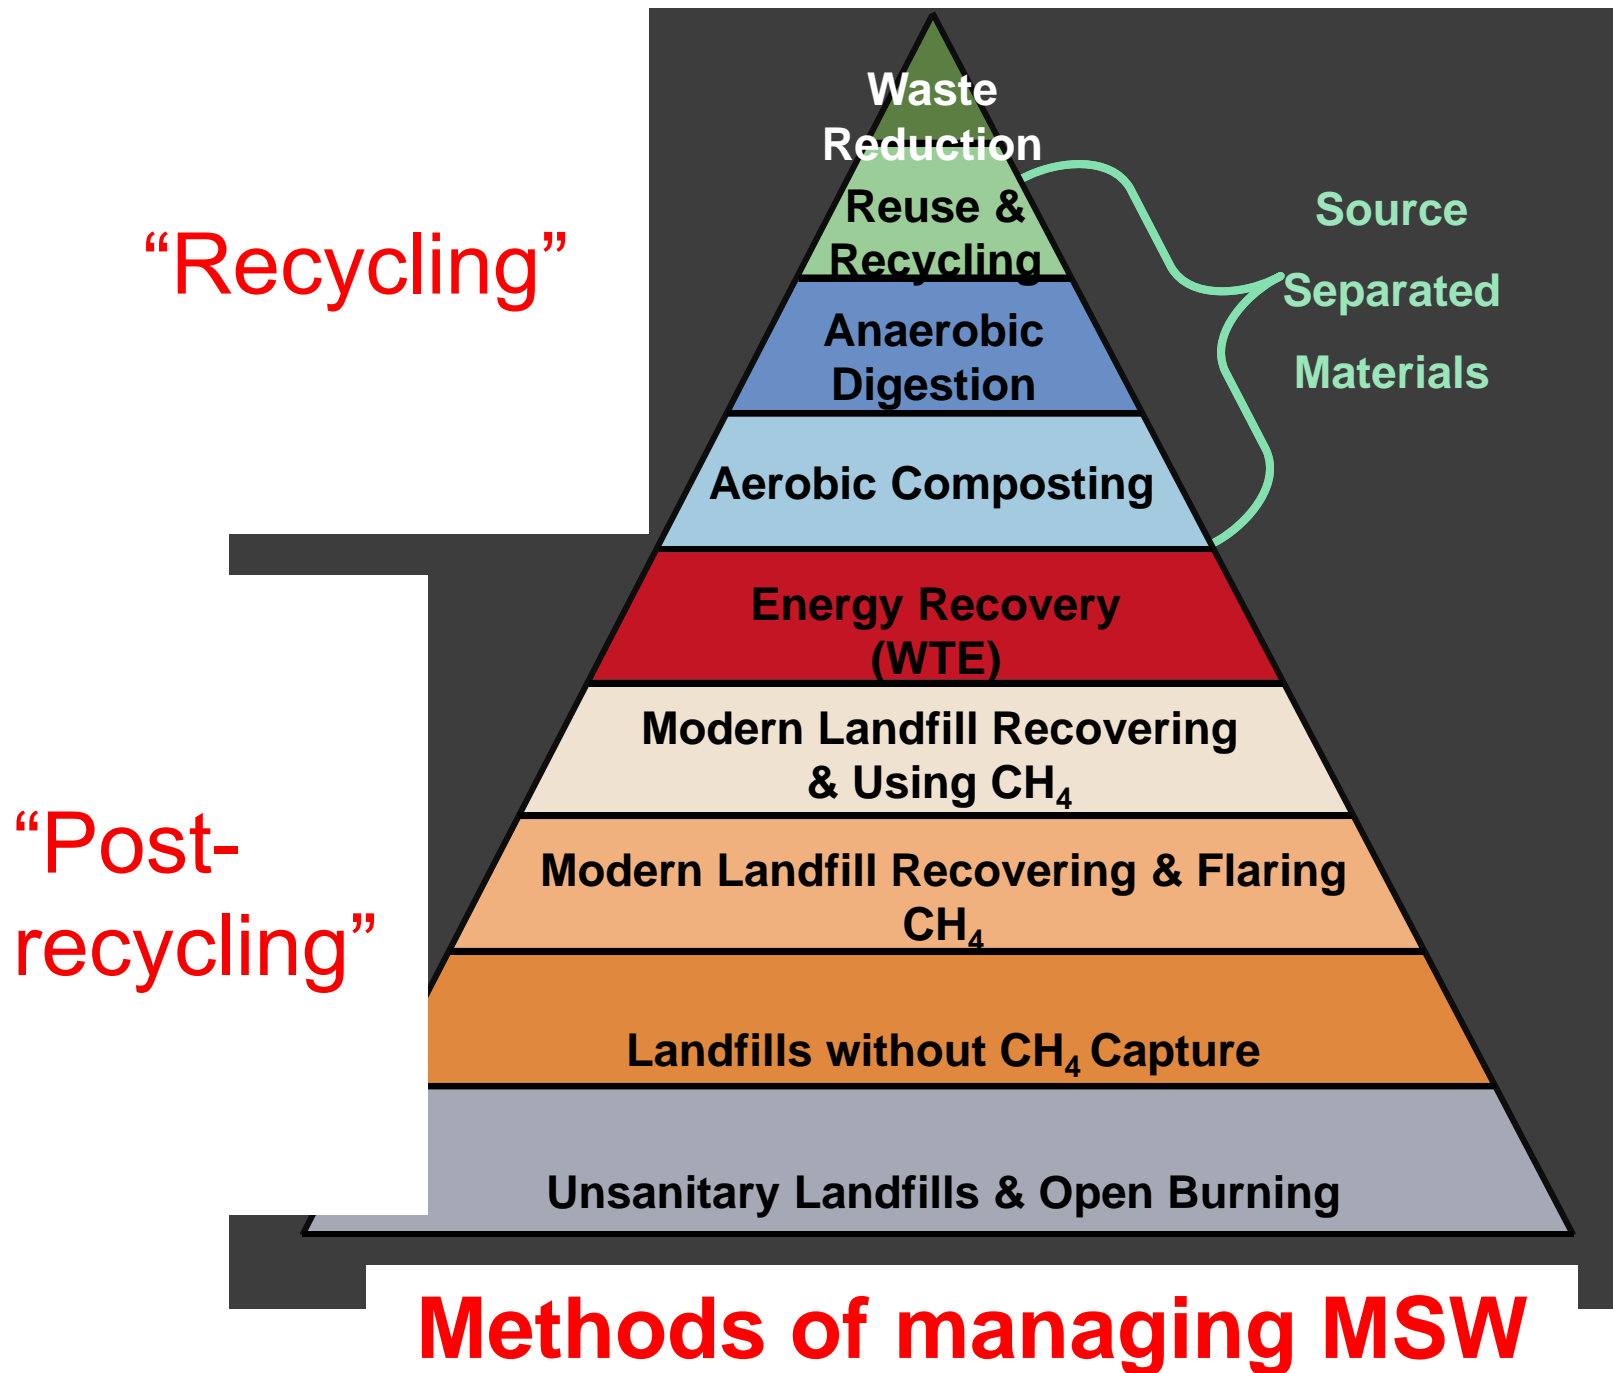 Waste
Reduction
Reuse &
Recycling
“Recycling”
Source
Separated
Materials
Anaerobic
Digestion
Aerobic Composting
Energy Recovery
(WTE)
Modern Landfill Recovering
& Using CH₄
“Post-
recycling”
Modern Landfill Recovering & Flaring
CH₄
Landfills without CH₄ Capture
Unsanitary Landfills & Open Burning
Methods of managing MSW